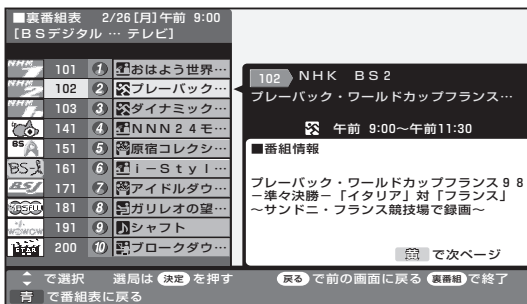 ■裏番組表 2/26[月]午前 9:00
[BSデジタル … テレビ]
101 1 おはよう世界…
102 2 プレーバック…
103 3 ダイナミック…
141 4 NNN24モ…
BS 151 5 原宿コレクシ…
BS-i 161 6 i-Styl…
BSJ 171 7 アイドルダウ…
181 8 ガリレオの望…
WOWOW 191 9 シャフト
200 10 ブロークダウ…
102 NHK BS2
プレーバック・ワールドカップフランス…
午前 9:00~午前11:30
■番組情報
プレーバック・ワールドカップフランス98
-準々決勝-「イタリア」対「フランス」
~サンドニ・フランス競技場で録画~
黄 で次ページ
で選択 選局は 決定 を押す 戻る で前の画面に戻る 裏番組 で終了
青 で番組表に戻る